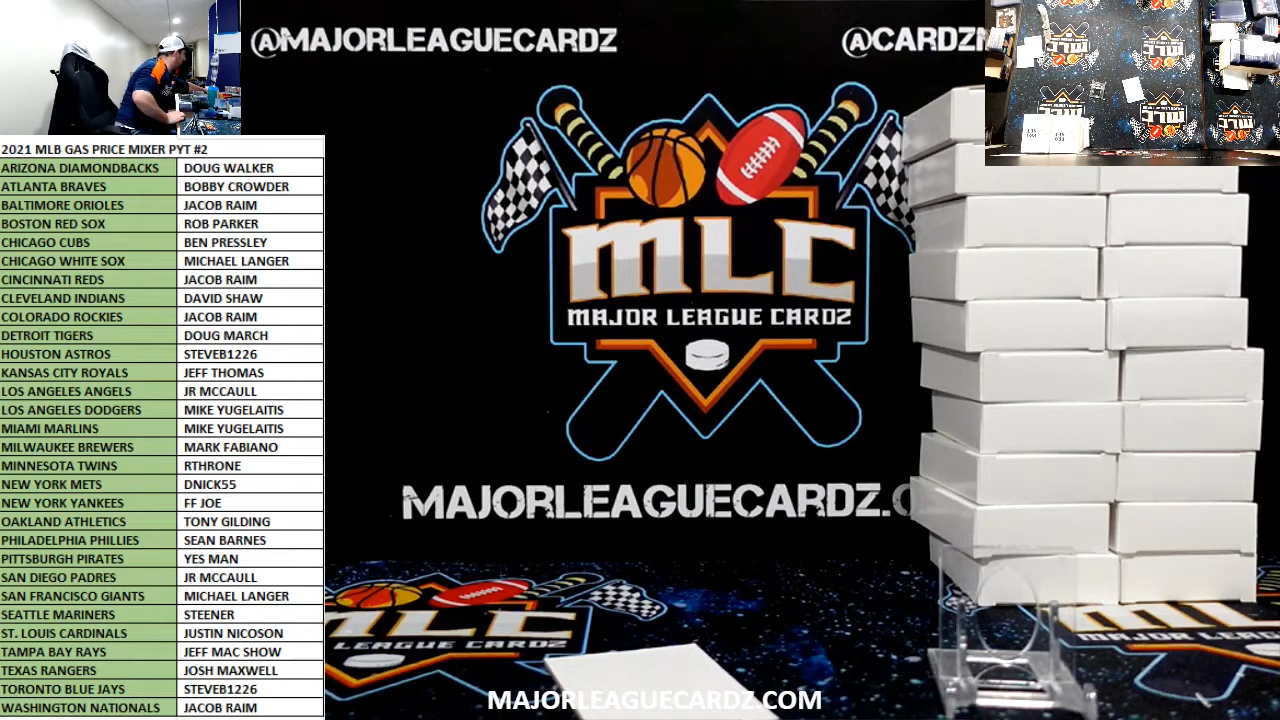 @MAJORLEAGUECARDZ
@CARDZ
2021 MLB GAS PRICE MIXER PYT #2
ARIZONA DIAMONDBACKS DOUG WALKER
ATLANTA BRAVES BOBBY CROWDER
BALTIMORE ORIOLES JACOB RAIM
BOSTON RED SOX ROB PARKER
CHICAGO CUBS BEN PRESSLEY
CHICAGO WHITE SOX MICHAEL LANGER
CINCINNATI REDS JACOB RAIM
CLEVELAND INDIANS DAVID SHAW
COLORADO ROCKIES JACOB RAIM
DETROIT TIGERS DOUG MARCH
HOUSTON ASTROS STEVEB1226
KANSAS CITY ROYALS JEFF THOMAS
LOS ANGELES ANGELS JR MCCAULL
LOS ANGELES DODGERS MIKE YUGELAITIS
MIAMI MARLINS MIKE YUGELAITIS
MILWAUKEE BREWERS MARK FABIANO
MINNESOTA TWINS RTHRONE
NEW YORK METS DNICK55
NEW YORK YANKEES FF JOE
OAKLAND ATHLETICS TONY GILDING
PHILADELPHIA PHILLIES SEAN BARNES
PITTSBURGH PIRATES YES MAN
SAN DIEGO PADRES JR MCCAULL
SAN FRANCISCO GIANTS MICHAEL LANGER
SEATTLE MARINERS STEENER
ST. LOUIS CARDINALS JUSTIN NICOSON
TAMPA BAY RAYS JEFF MAC SHOW
TEXAS RANGERS JOSH MAXWELL
TORONTO BLUE JAYS STEVEB1226
WASHINGTON NATIONALS JACOB RAIM
MLC
MAJOR LEAGUE CARDZ
MAJORLEAGUECARDZ.C
MLC
LEAGUE CARDZ
MLC
MAJOR LEAGUE
MAJORLEAGUECARDZ.COM